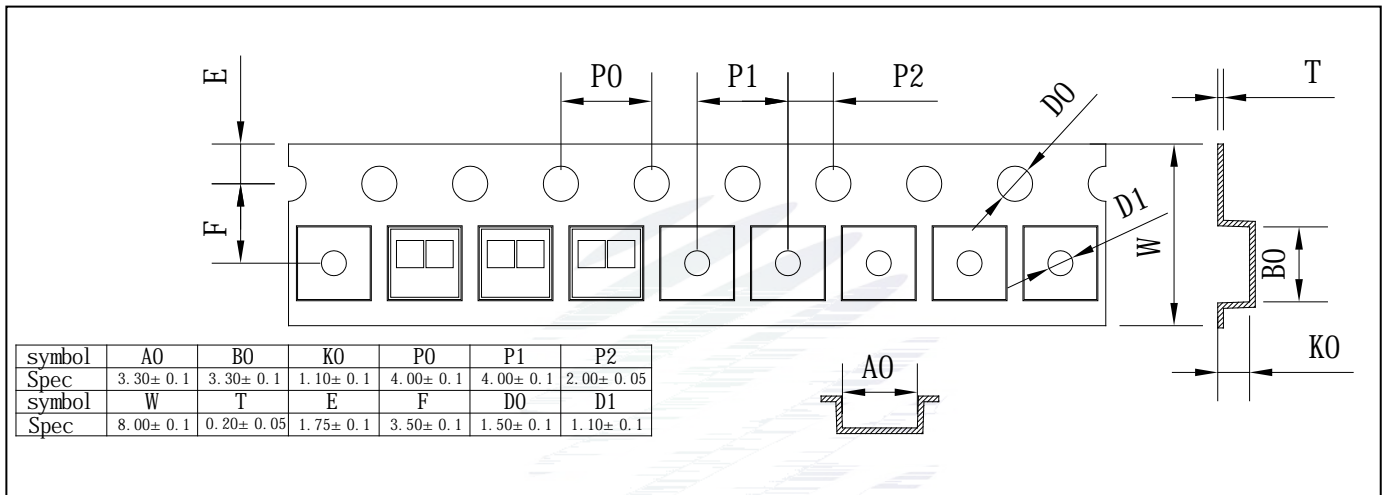 E
P0
P1
P2
D0
T
F
D1
W
B0
K0
A0
symbol A0 B0 K0 P0 P1 P2
Spec 3.30± 0.1 3.30± 0.1 1.10± 0.1 4.00± 0.1 4.00± 0.1 2.00± 0.05
symbol W T E F D0 D1
Spec 8.00± 0.1 0.20± 0.05 1.75± 0.1 3.50± 0.1 1.50± 0.1 1.10± 0.1